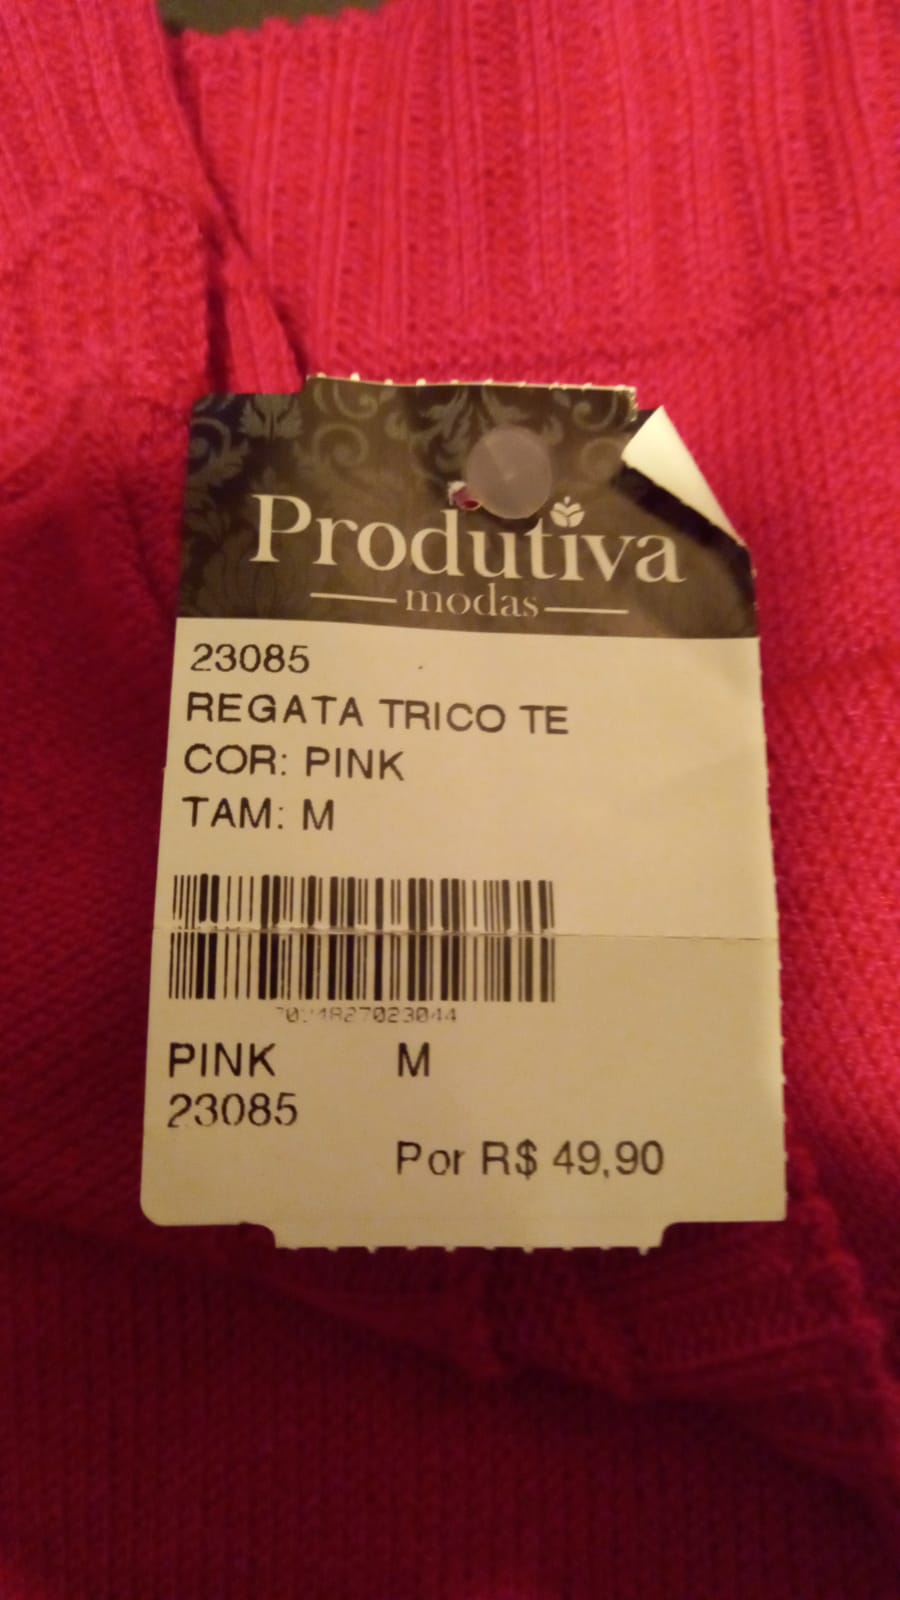 Produtiva
modas
23085
REGATA TRICO TE
COR: PINK
TAM: M
PINK M
23085
Por R$ 49,90